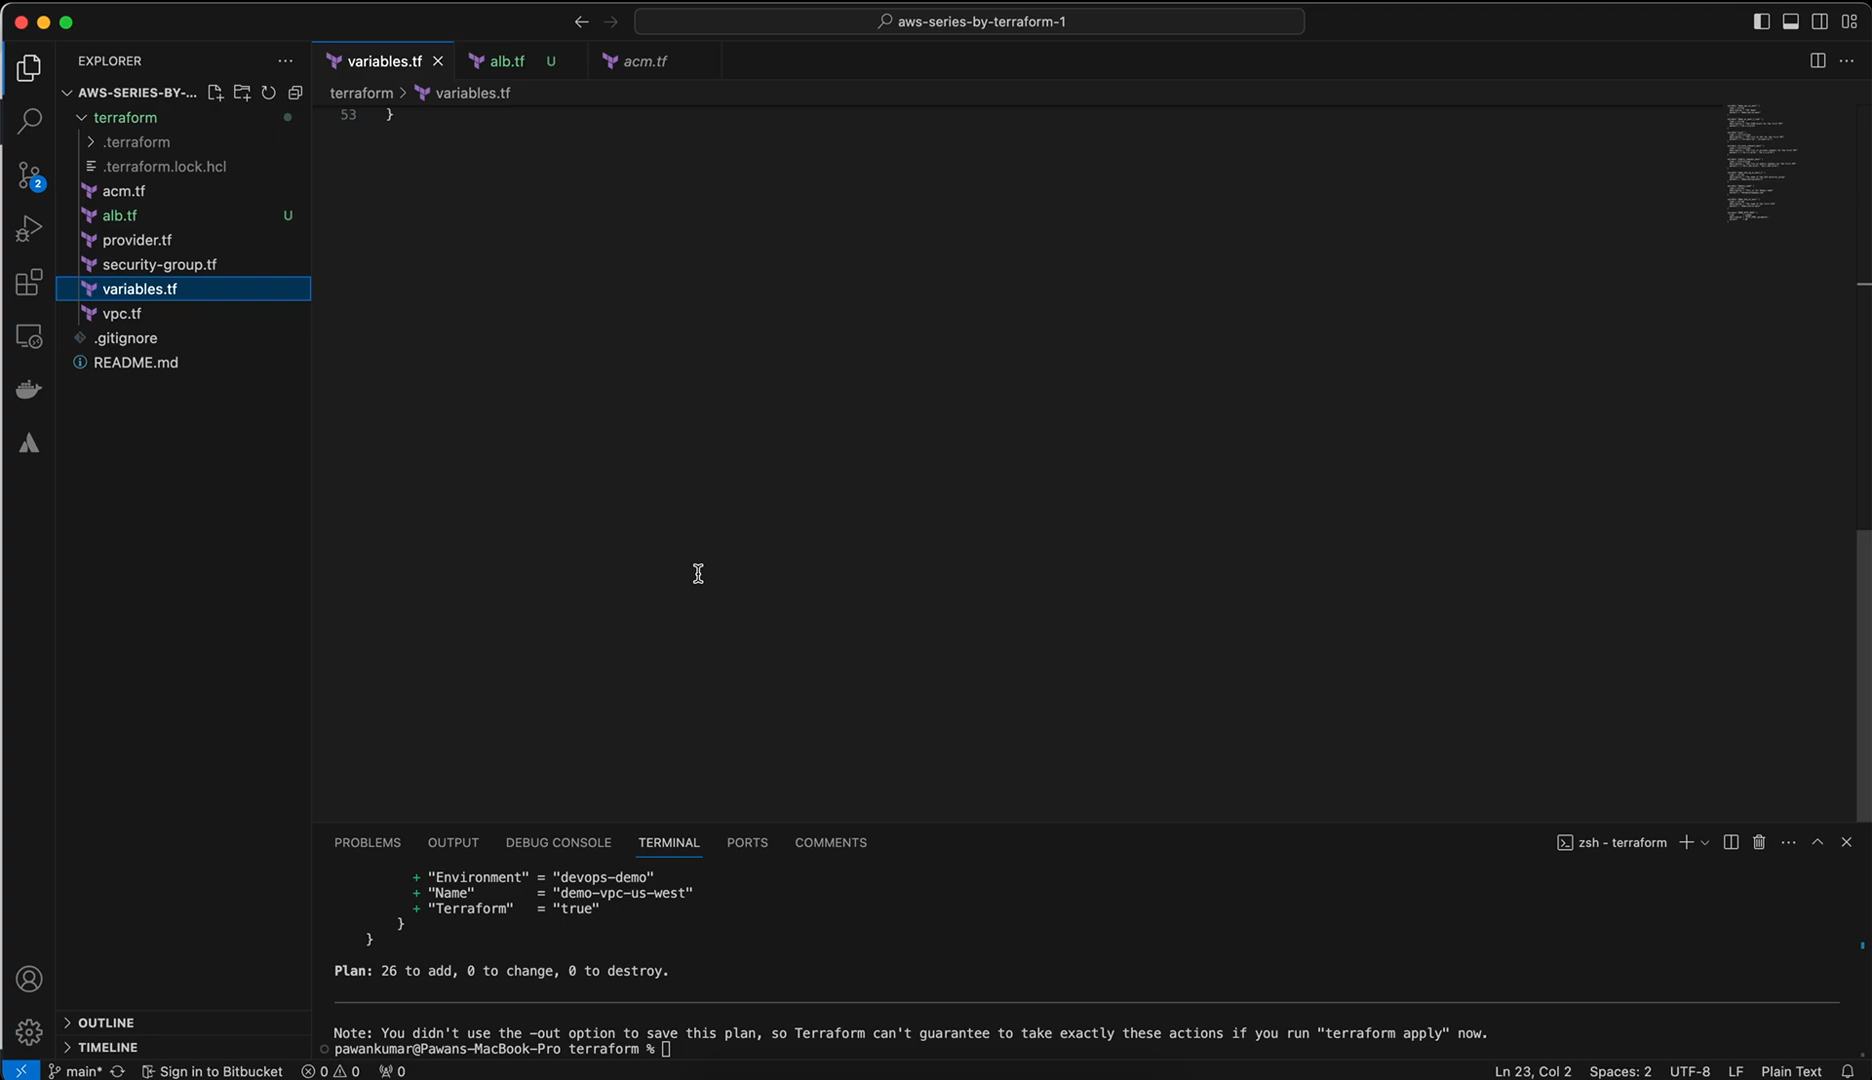 aws-series-by-terraform-1
EXPLORER
variables.tf
alb.tf U
acm.tf
AWS-SERIES-BY-...
terraform > variables.tf
53 }
terraform
.terraform
.terraform.lock.hcl
acm.tf
alb.tf U
provider.tf
security-group.tf
variables.tf
vpc.tf
.gitignore
README.md
2
PROBLEMS OUTPUT DEBUG CONSOLE TERMINAL PORTS COMMENTS
zsh - terraform
+ "Environment" = "devops-demo"
+ "Name" = "demo-vpc-us-west"
+ "Terraform" = "true"
}
}
Plan: 26 to add, 0 to change, 0 to destroy.
Note: You didn't use the -out option to save this plan, so Terraform can't guarantee to take exactly these actions if you run "terraform apply" now.
pawankumar@Pawans-MacBook-Pro terraform %
OUTLINE
TIMELINE
main* Sign in to Bitbucket 0 0 0 Ln 23, Col 2 Spaces: 2 UTF-8 LF Plain Text